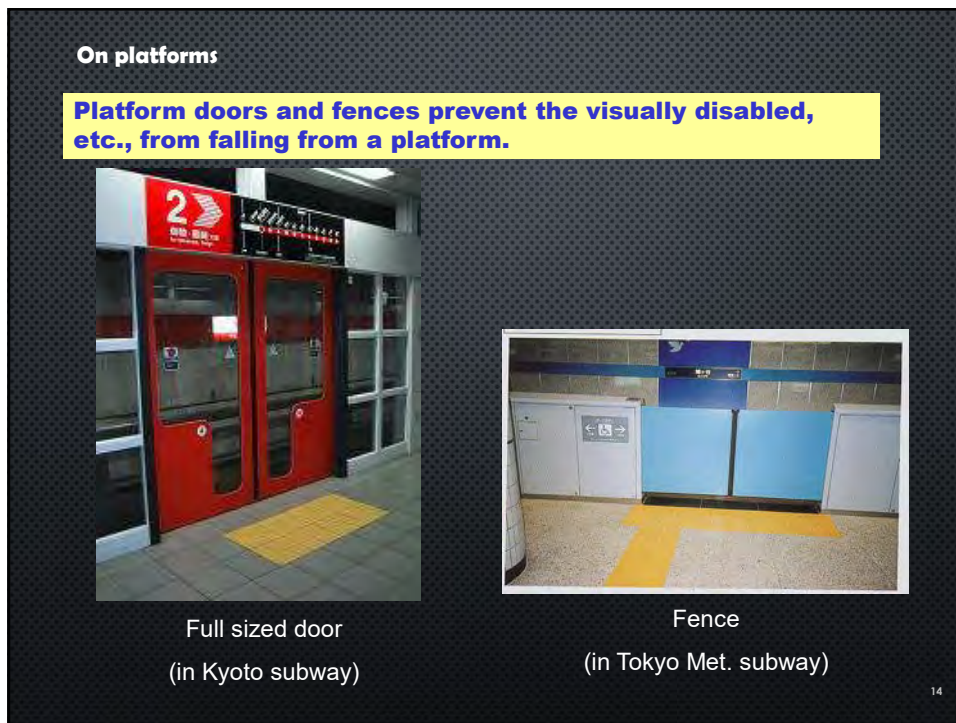 On platforms
Platform doors and fences prevent the visually disabled,
etc., from falling from a platform.
2
Full sized door
(in Kyoto subway)
Fence
(in Tokyo Met. subway)
14